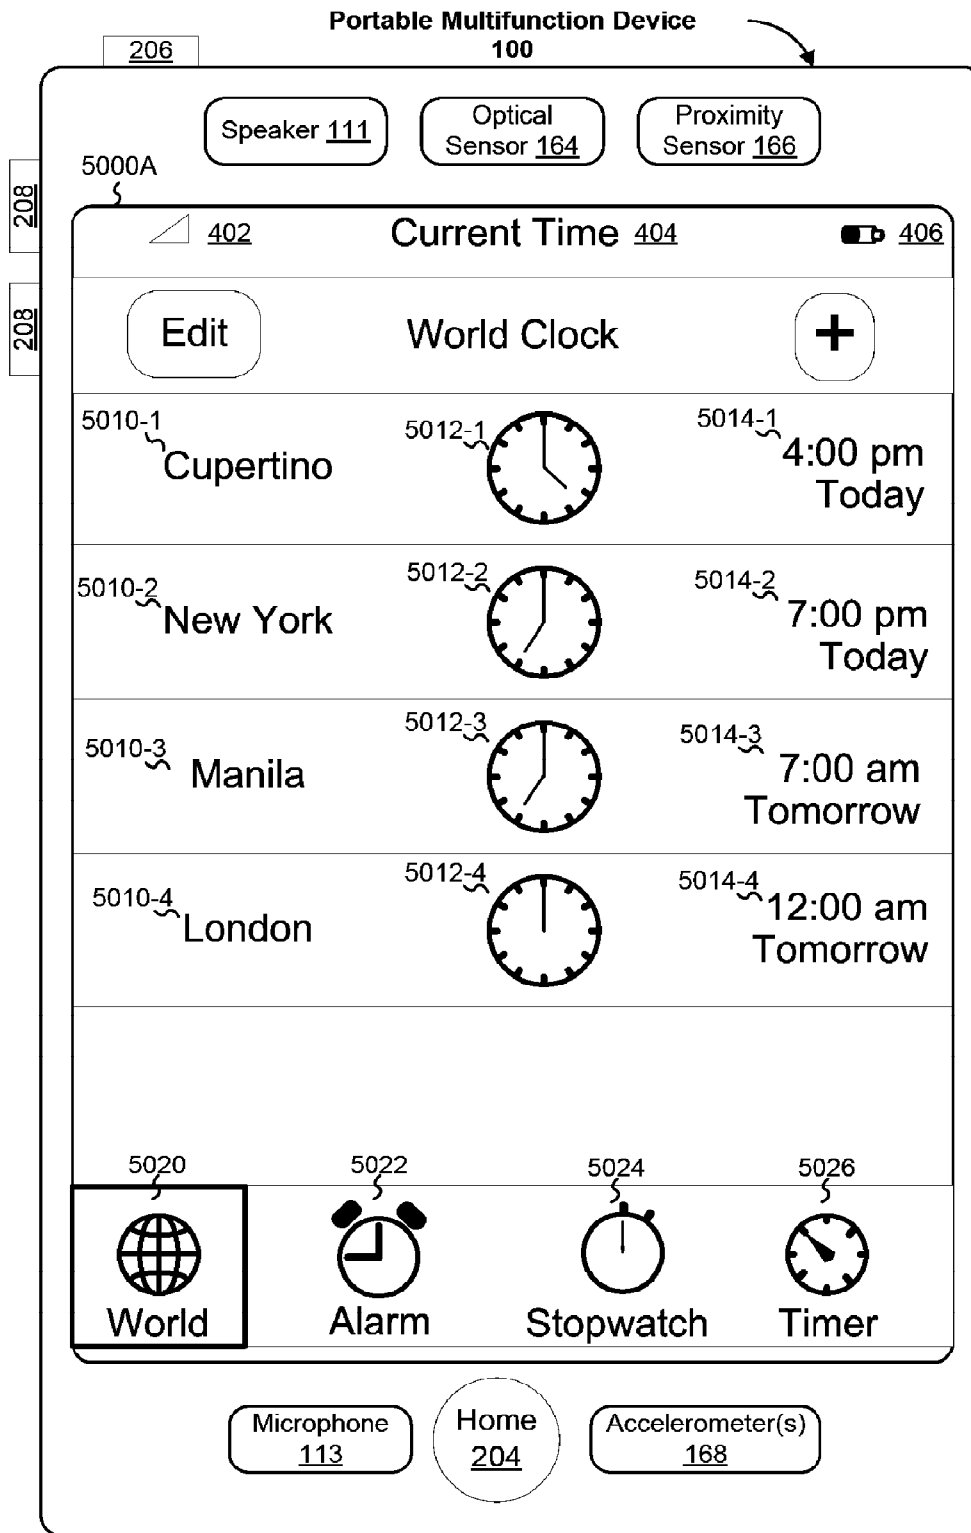 Portable Multifunction Device
100
206
208
208
Speaker 111
Optical
Sensor 164
Proximity
Sensor 166
5000A
402
Current Time 404
406
Edit
World Clock
+
5010-1
Cupertino
5012-1
5014-1
4:00 pm
Today
5010-2
New York
5012-2
5014-2
7:00 pm
Today
5010-3
Manila
5012-3
5014-3
7:00 am
Tomorrow
5010-4
London
5012-4
5014-4
12:00 am
Tomorrow
5020
5022
5024
5026
World
Alarm
Stopwatch
Timer
Microphone
113
Home
204
Accelerometer(s)
168